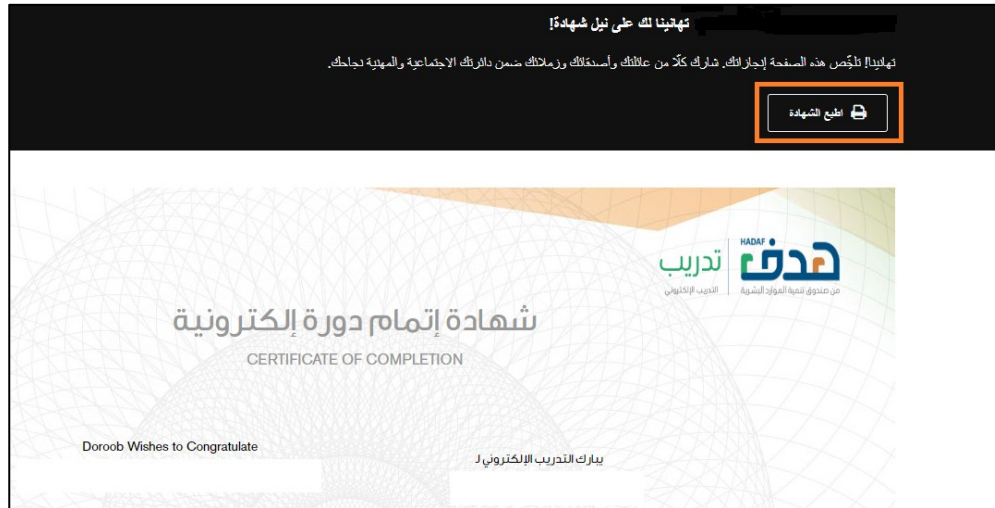 تهانينا لك على نيل شهادة!
تهانينا! تلخّص هذه الصفحة إنجازاتك. شارك كلّا من عائلتك وأصدقائك وزملائك ضمن دائرتك الاجتماعية والمهنية نجاحك.
اطبع الشهادة
HADAF
هدف
من صندوق تنمية الموارد البشرية
تدريب
التدريب الإلكتروني
شهادة إتمام دورة إلكترونية
CERTIFICATE OF COMPLETION
يبارك التدريب الإلكتروني لـ
Doroob Wishes to Congratulate